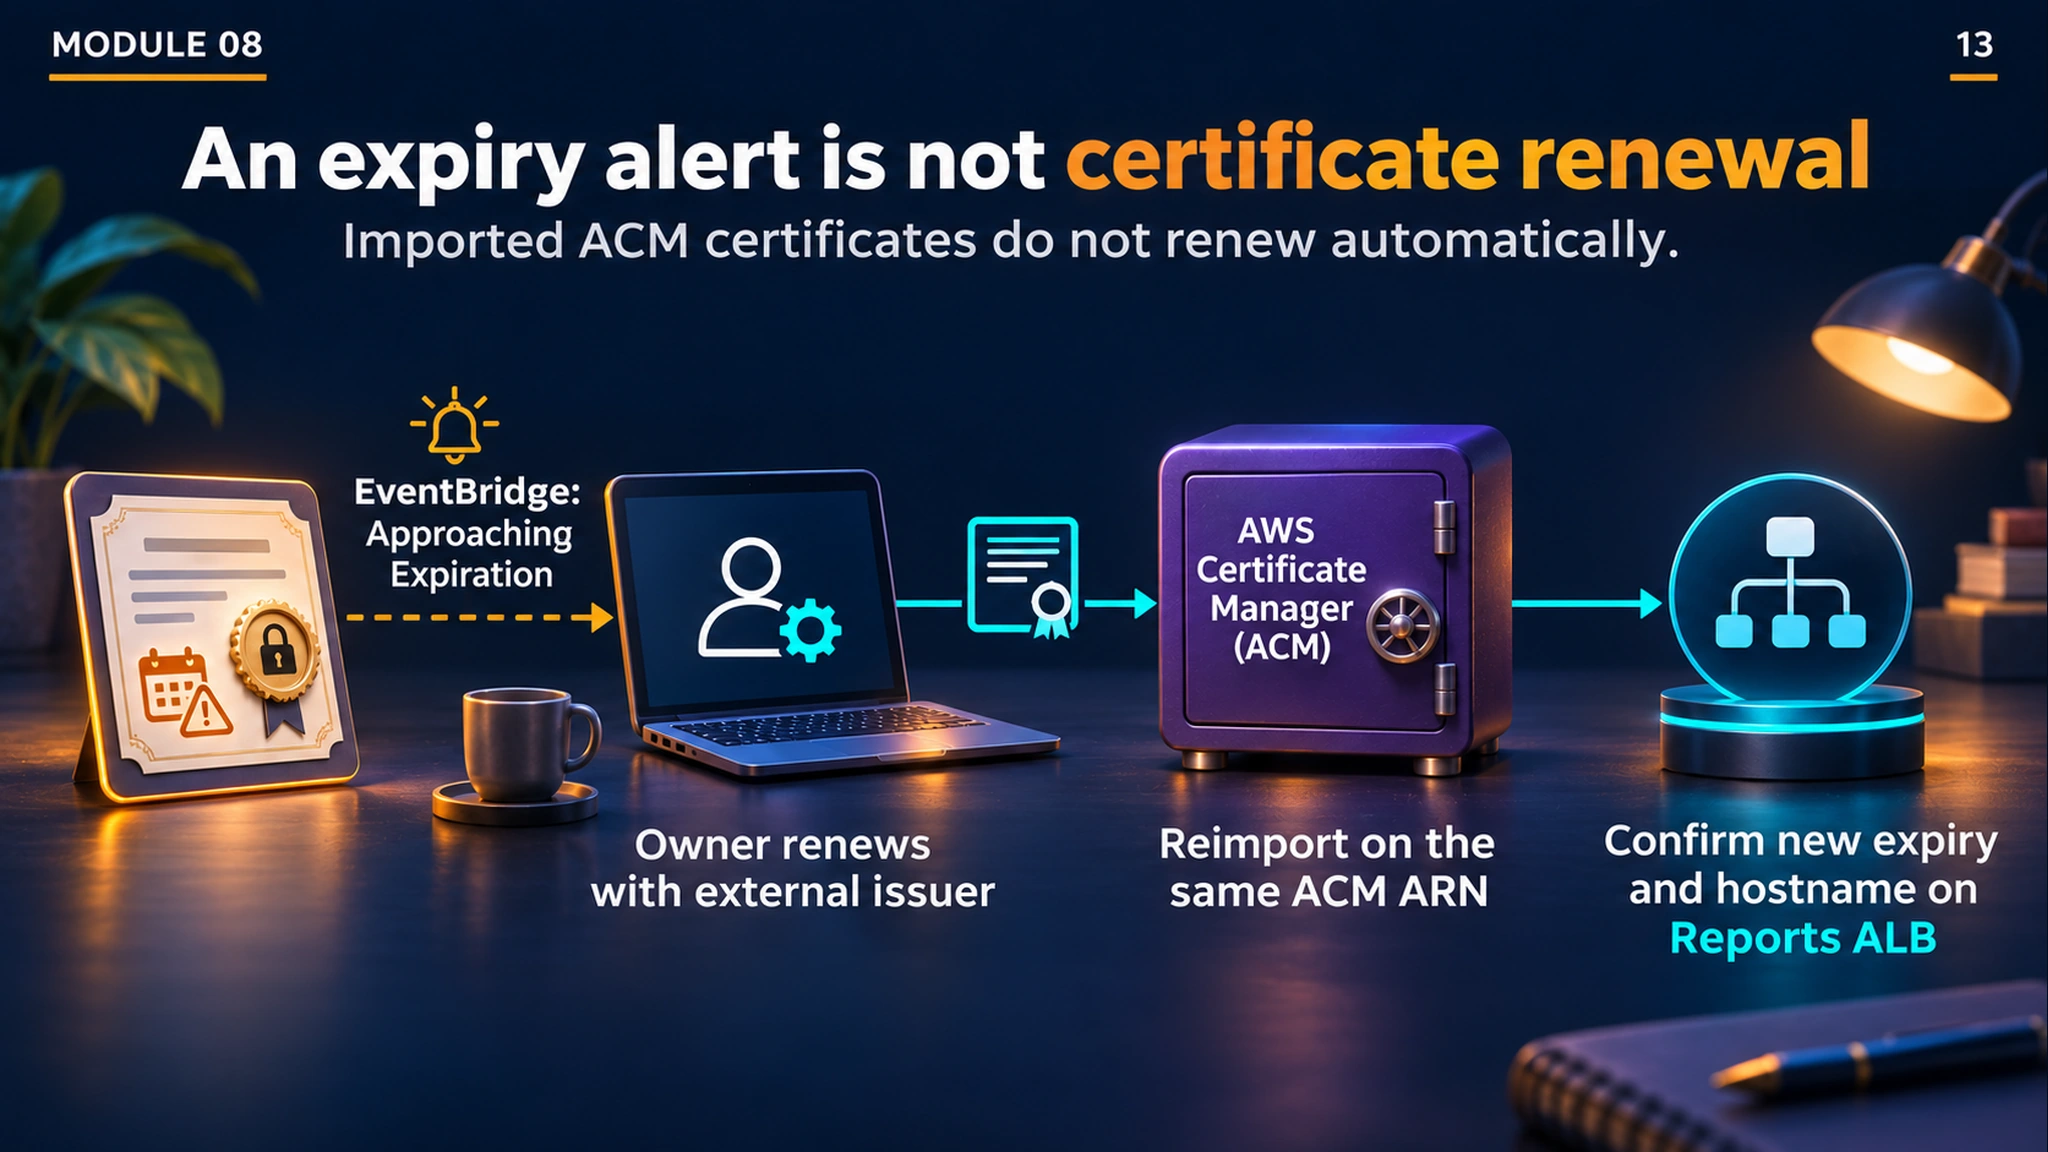 MODULE 08
13
An expiry alert is not certificate renewal
Imported ACM certificates do not renew automatically.
EventBridge:
Approaching
Expiration
AWS
Certificate
Manager
(ACM)
Owner renews
with external issuer
Reimport on the
same ACM ARN
Confirm new expiry
and hostname on
Reports ALB